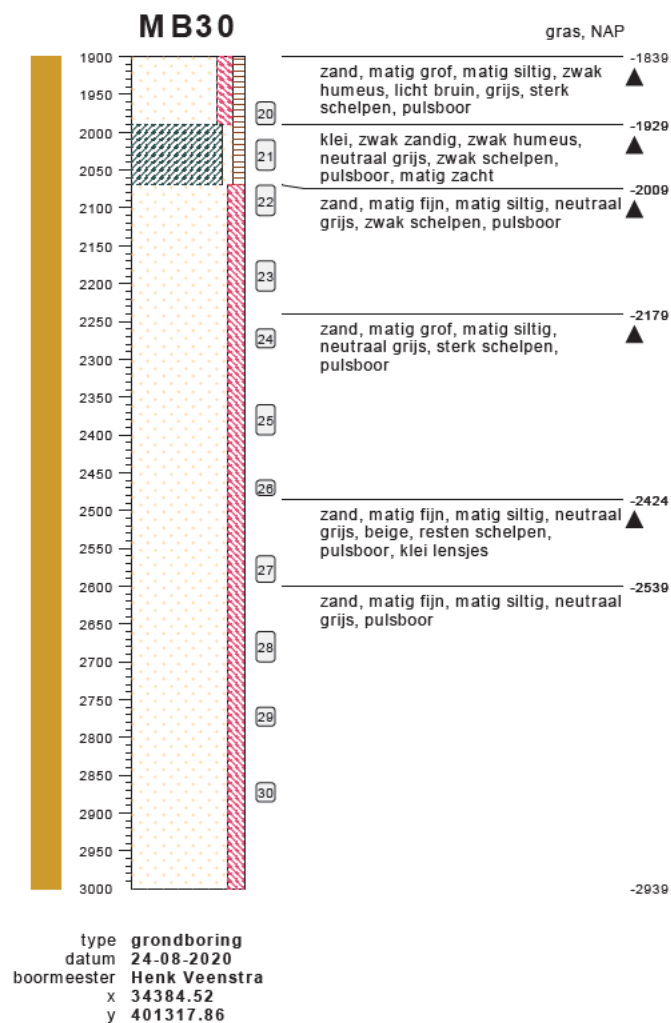 MB30
gras, NAP
1900
1950
2000
2050
2100
2150
2200
2250
2300
2350
2400
2450
2500
2550
2600
2650
2700
2750
2800
2850
2900
2950
3000
20
21
22
23
24
25
26
27
28
29
30
-1839
zand, matig grof, matig siltig, zwak
humeus, licht bruin, grijs, sterk
schelpen, pulsboor
-1929
klei, zwak zandig, zwak humeus,
neutraal grijs, zwak schelpen,
pulsboor, matig zacht
-2009
zand, matig fijn, matig siltig, neutraal
grijs, zwak schelpen, pulsboor
-2179
zand, matig grof, matig siltig,
neutraal grijs, sterk schelpen,
pulsboor
-2424
zand, matig fijn, matig siltig, neutraal
grijs, beige, resten schelpen,
pulsboor, klei lensjes
-2539
zand, matig fijn, matig siltig, neutraal
grijs, pulsboor
-2939
type grondboring
datum 24-08-2020
boormeester Henk Veenstra
x 34384.52
y 401317.86